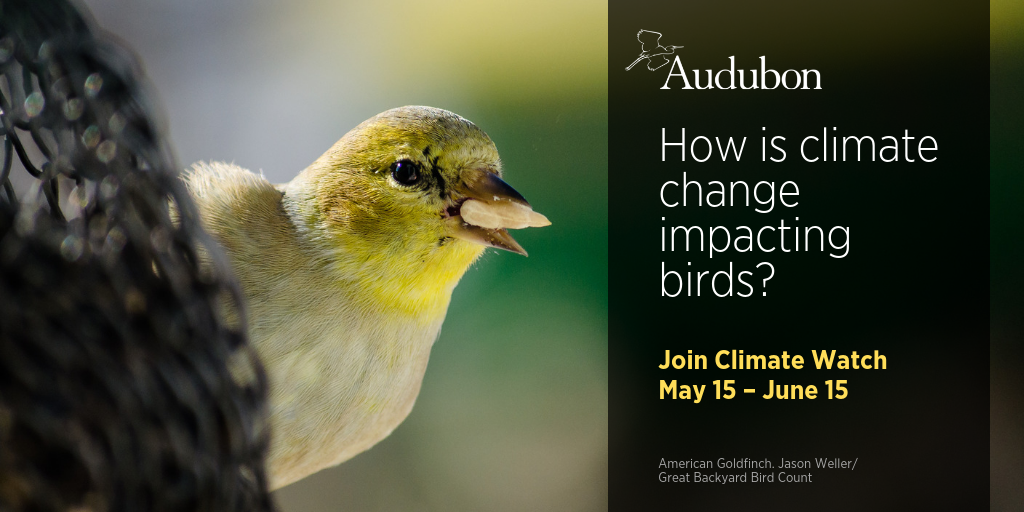 Audubon
How is climate
change
impacting
birds?
Join Climate Watch
May 15 – June 15
American Goldfinch. Jason Weller/
Great Backyard Bird Count